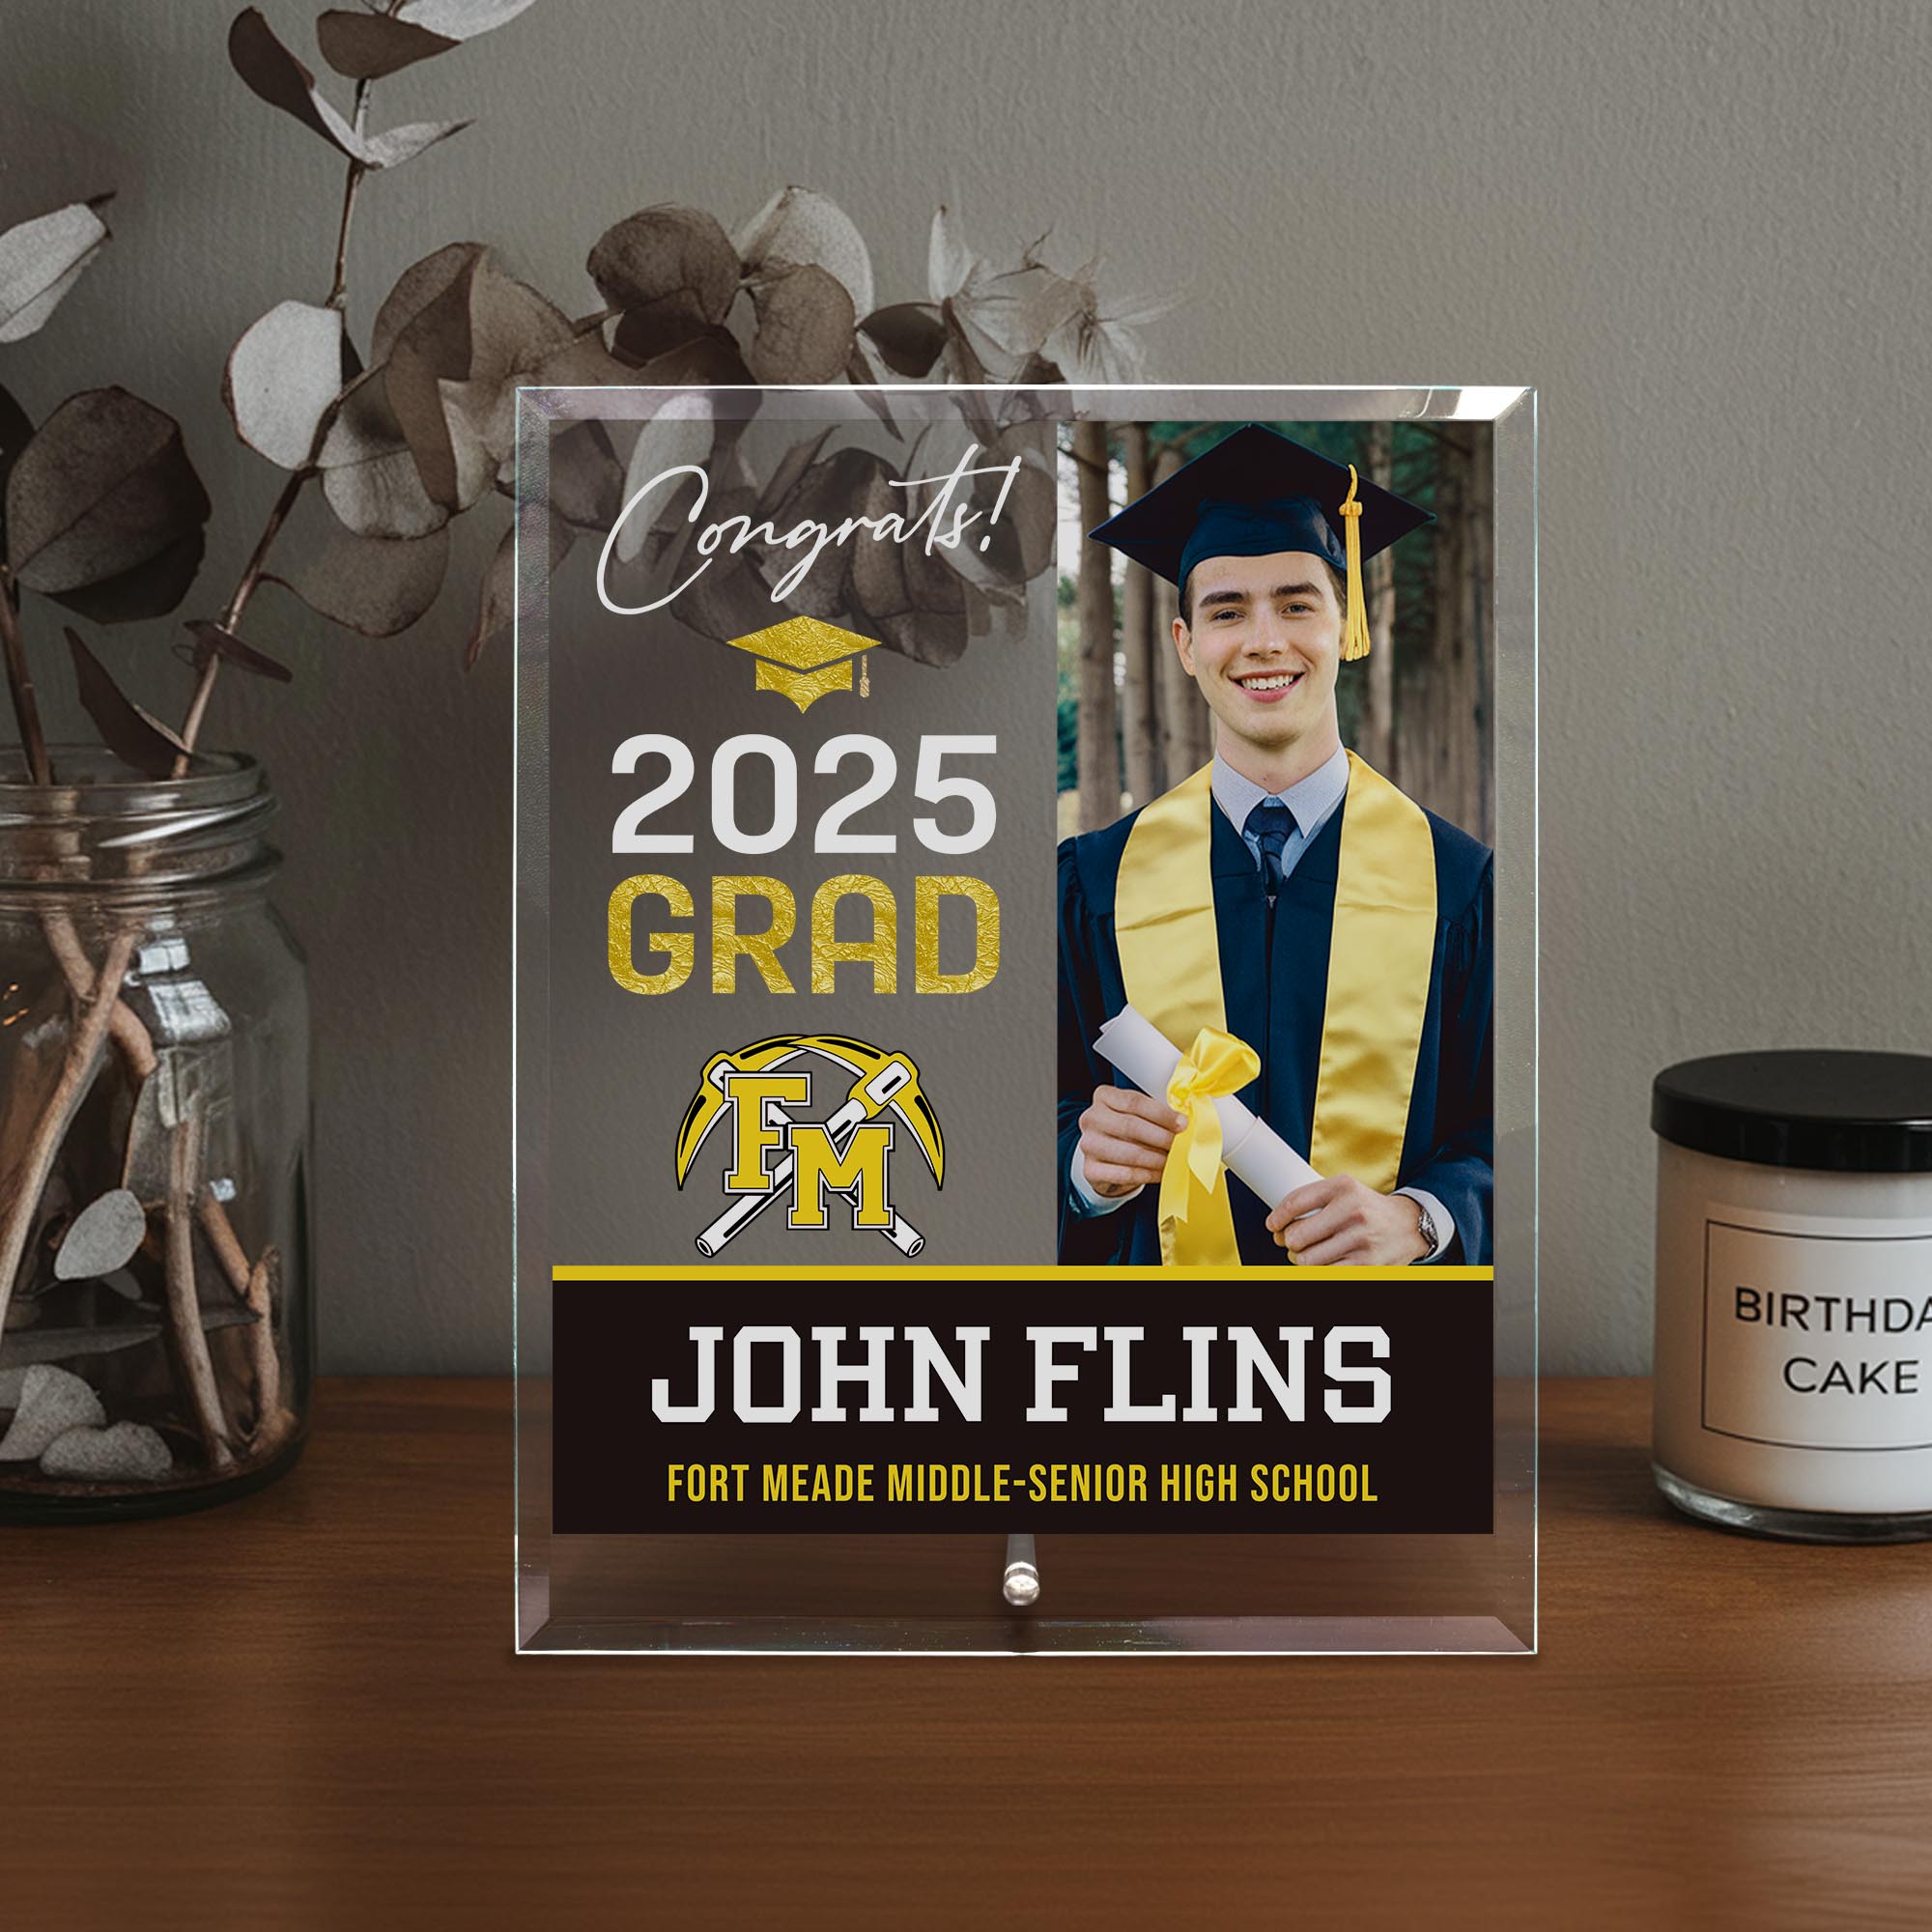 Congrats!
2025
GRAD
FM
JOHN FLINS
FORT MEADE MIDDLE-SENIOR HIGH SCHOOL
BIRTHDA
CAKE